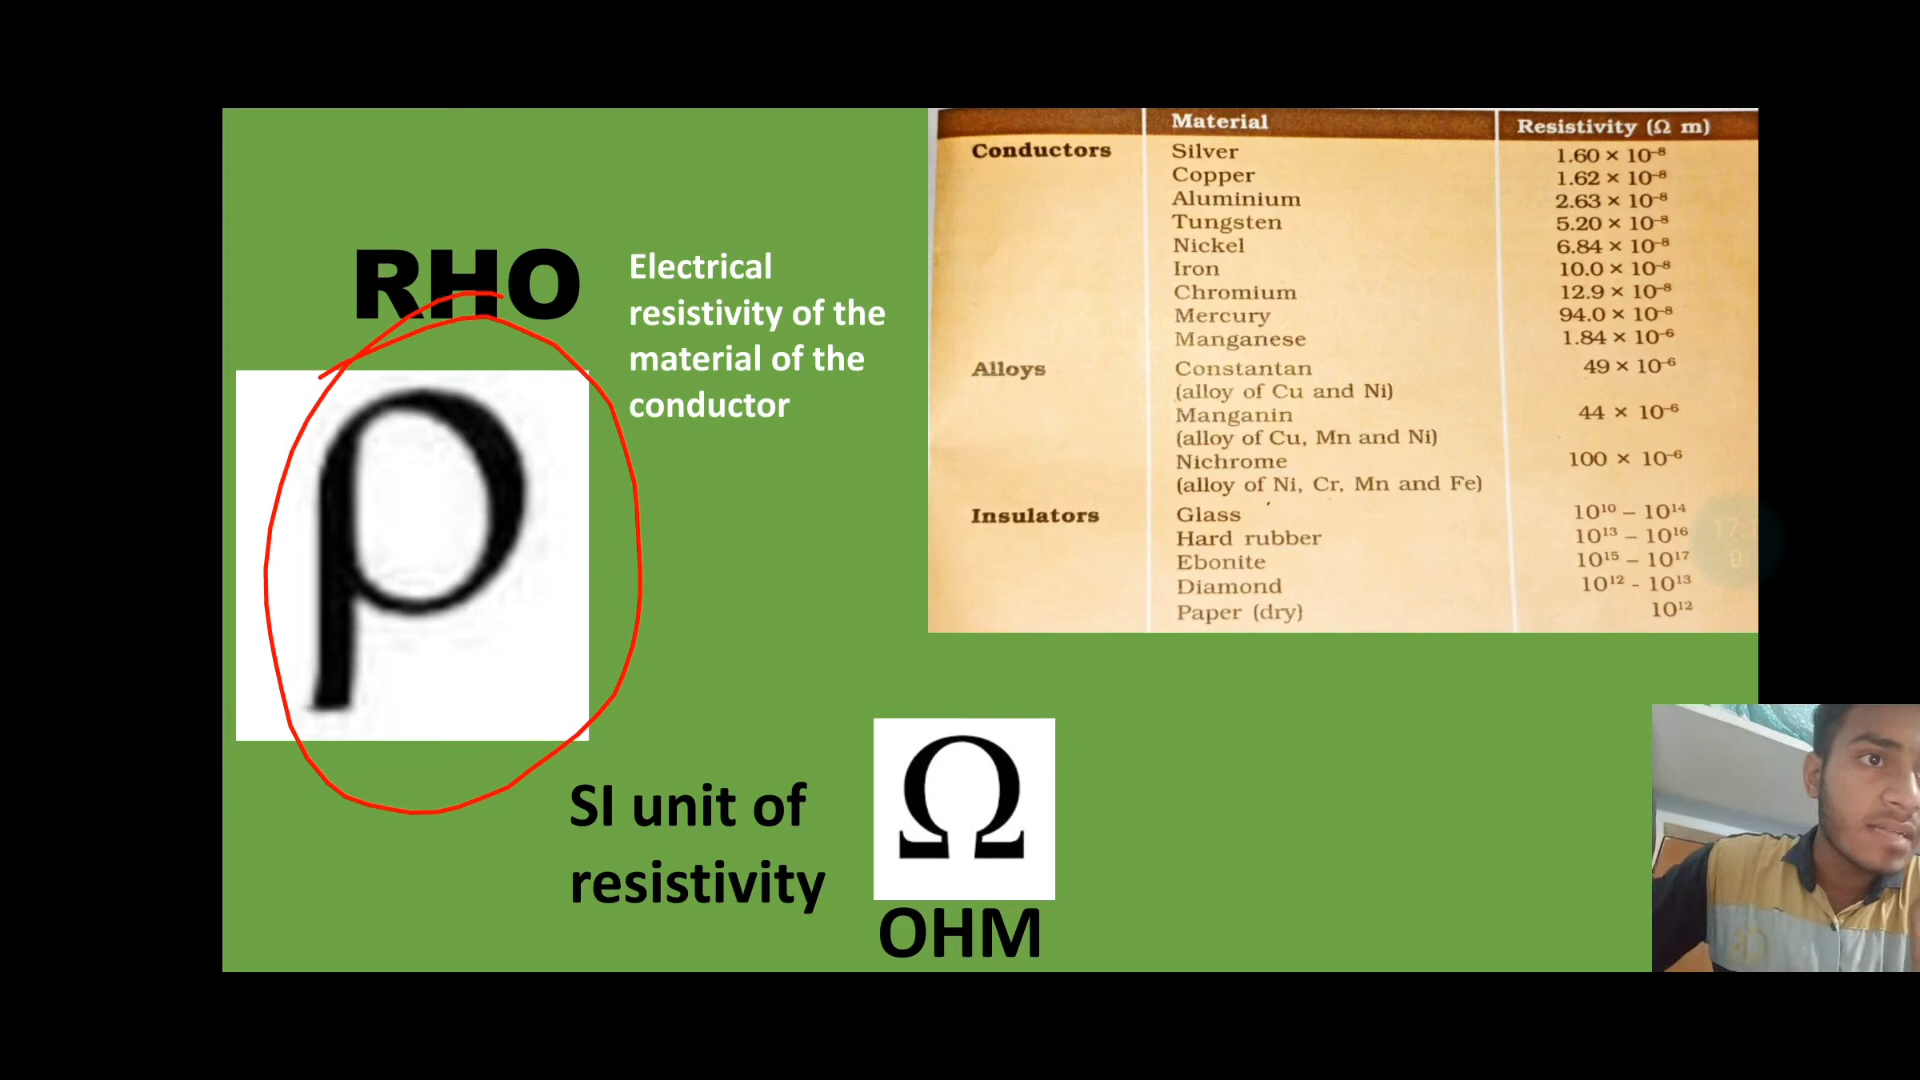 RHO
Electrical
resistivity of the
material of the
conductor
ρ
Material Resistivity (Ω m)
Conductors Silver 1.60 × 10⁻⁸
Copper 1.62 × 10⁻⁸
Aluminium 2.63 × 10⁻⁸
Tungsten 5.20 × 10⁻⁸
Nickel 6.84 × 10⁻⁸
Iron 10.0 × 10⁻⁸
Chromium 12.9 × 10⁻⁸
Mercury 94.0 × 10⁻⁸
Manganese 1.84 × 10⁻⁶
Alloys Constantan 49 × 10⁻⁶
(alloy of Cu and Ni)
Manganin 44 × 10⁻⁶
(alloy of Cu, Mn and Ni)
Nichrome 100 × 10⁻⁶
(alloy of Ni, Cr, Mn and Fe)
Insulators Glass 10¹⁰ – 10¹⁴
Hard rubber 10¹³ – 10¹⁶
Ebonite 10¹⁵ – 10¹⁷
Diamond 10¹² - 10¹³
Paper (dry) 10¹²
SI unit of
resistivity
Ω
OHM